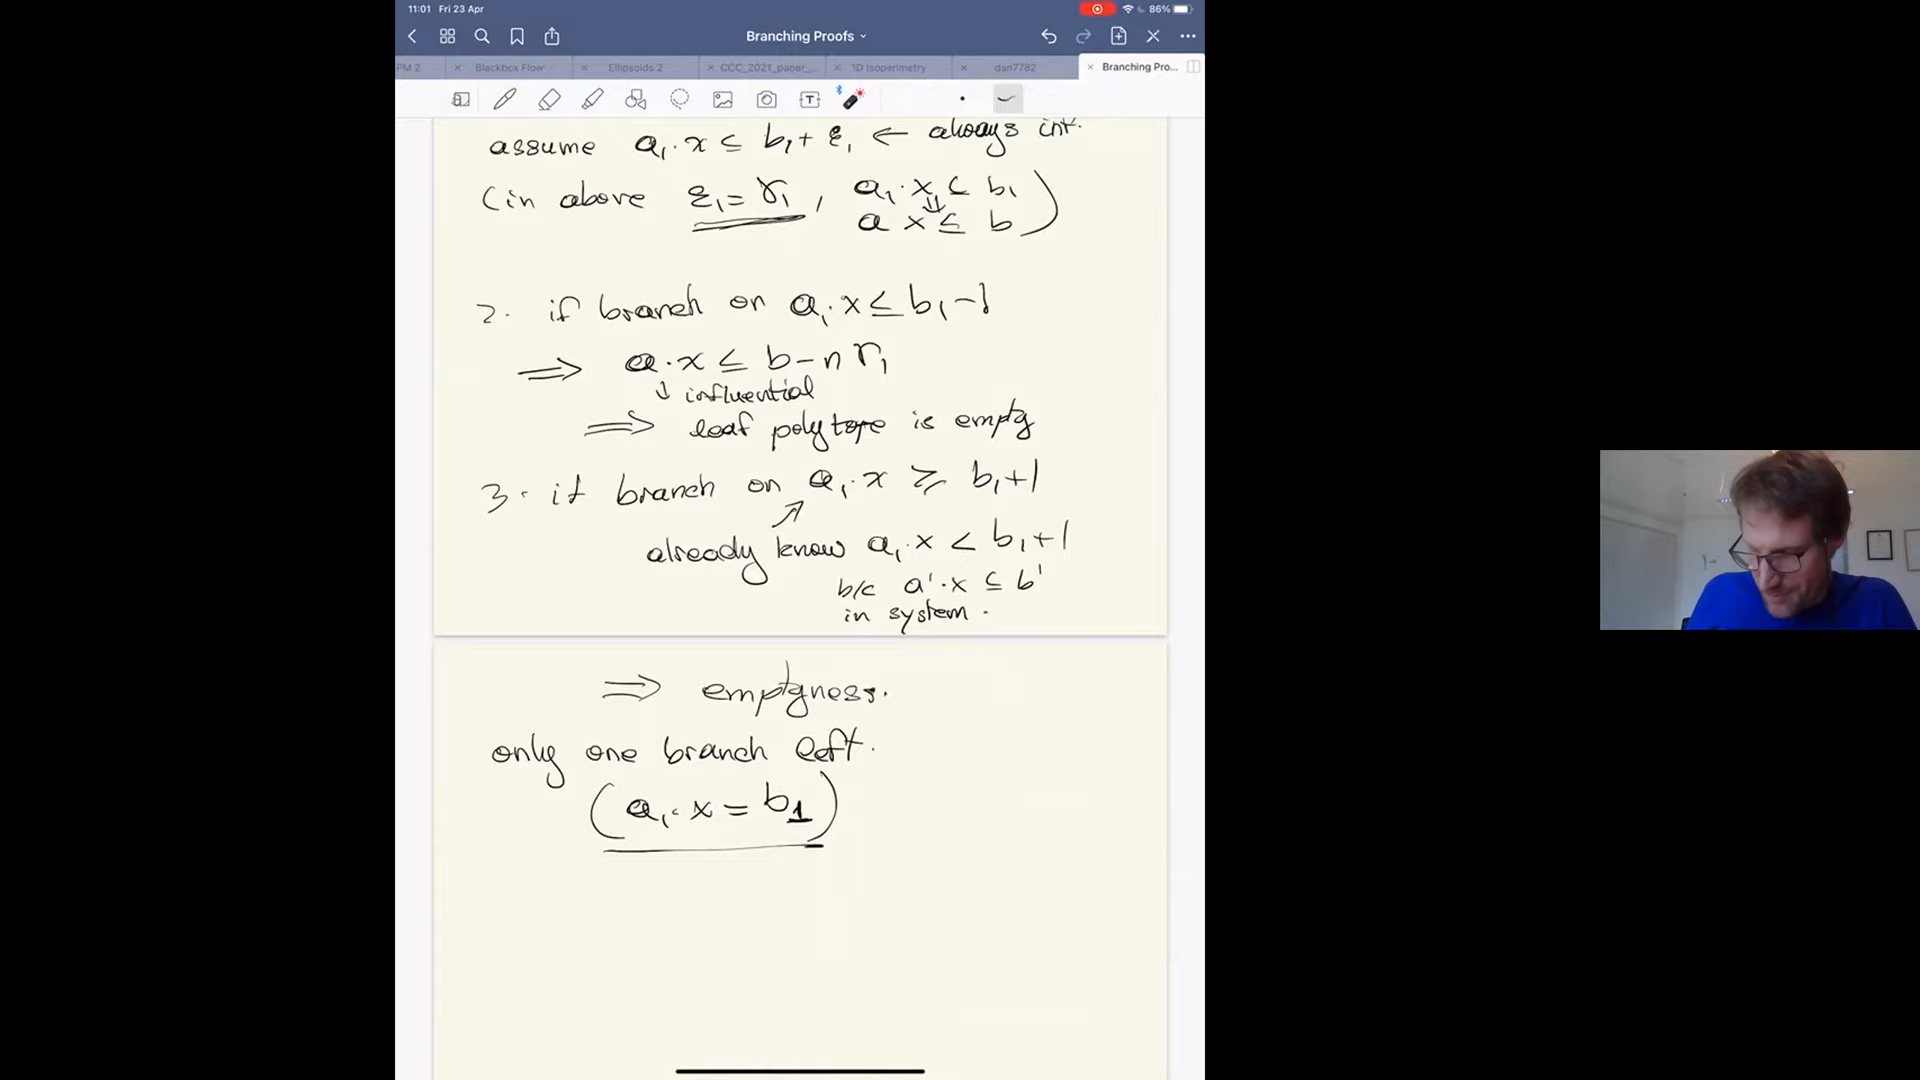 11:01 Fri 23 Apr 86%
Branching Proofs
PM 2 Blackbox Flow Ellipsoids 2 CCC_2021_paper_... 1D Isoperimetry dan7782 Branching Pro...
assume a₁·x ≤ b₁ + ε₁ ← always int.
(in above ε₁ = γ₁, a₁·x ≤ b₁
⇓
a x ≤ b)
2. if branch on a₁·x ≤ b₁-1
⇒ a·x ≤ b - n γ₁
↓ influential
⇒ leaf polytope is empty
3. if branch on a₁·x ≥ b₁+1
↗
already know a₁·x < b₁+1
b/c a'·x ≤ b'
in system.
⇒ emptyness.
only one branch left.
(a₁·x = b₁)